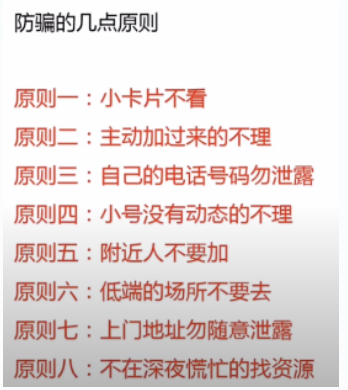 防骗的几点原则
原则一：小卡片不看
原则二：主动加过来的不理
原则三：自己的电话号码勿泄露
原则四：小号没有动态的不理
原则五：附近人不要加
原则六：低端的场所不要去
原则七：上门地址勿随意泄露
原则八：不在深夜慌忙的找资源